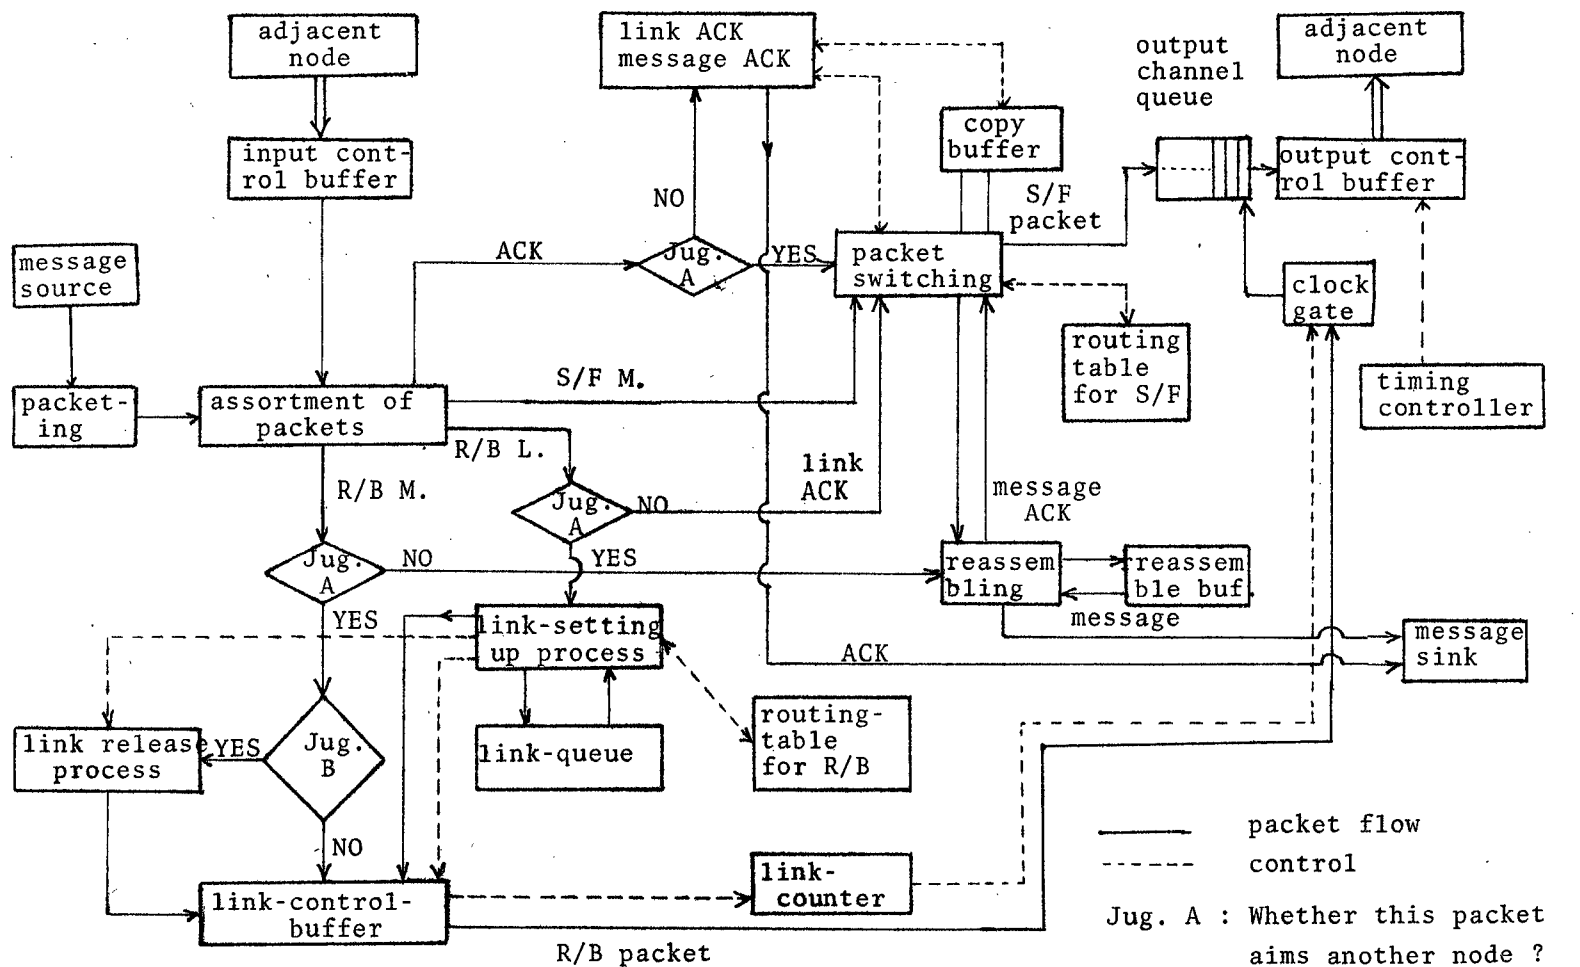 adjacent
node
link ACK
message ACK
output
channel
queue
adjacent
node
input cont-
rol buffer
copy
buffer
output cont-
rol buffer
NO
S/F
packet
message
source
ACK
Jug.
A
YES
packet
switching
clock
gate
packet-
ing
assortment of
packets
S/F M.
routing
table
for S/F
timing
controller
R/B L.
R/B M.
link
ACK
Jug.
A
NO
message
ACK
Jug.
A
NO
YES
reassem
bling
reassem
ble buf.
message
YES
link-setting
up process
ACK
message
sink
link release
process
YES
Jug.
B
link-queue
routing-
table
for R/B
NO
link-control-
buffer
link-
counter
R/B packet
packet flow
control
Jug. A : Whether this packet
aims another node ?